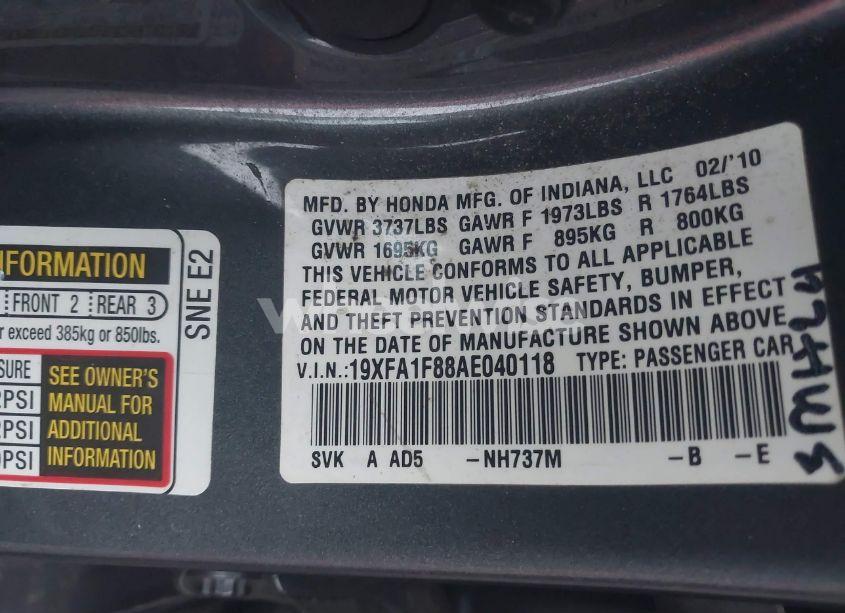 MFD. BY HONDA MFG. OF INDIANA, LLC 02/'10
GVWR 3737LBS GAWR F 1973LBS R 1764LBS
GVWR 1695KG GAWR F 895KG R 800KG
THIS VEHICLE CONFORMS TO ALL APPLICABLE
FEDERAL MOTOR VEHICLE SAFETY, BUMPER,
AND THEFT PREVENTION STANDARDS IN EFFECT
ON THE DATE OF MANUFACTURE SHOWN ABOVE.
V.I.N.:19XFA1F88AE040118 TYPE: PASSENGER CAR
SVK A AD5 -NH737M -B -E
INFORMATION
FRONT 2 REAR 3
exceed 385kg or 850lbs.
SEE OWNER'S
MANUAL FOR
ADDITIONAL
INFORMATION
SNE E2